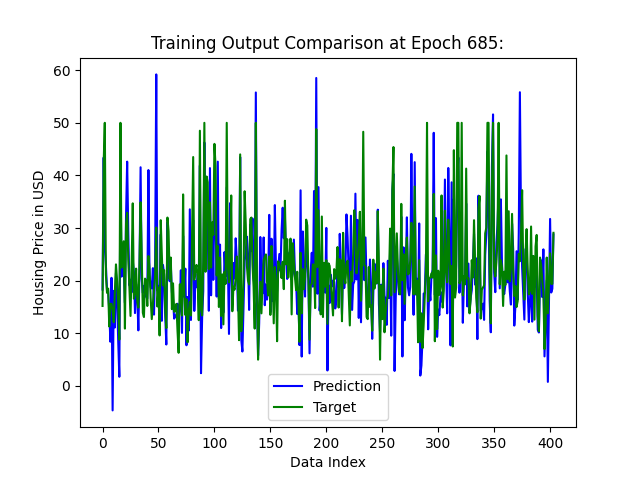 Training Output Comparison at Epoch 685:
60
50
40
30
20
10
0
Housing Price in USD
Prediction
Target
0 50 100 150 200 250 300 350 400
Data Index